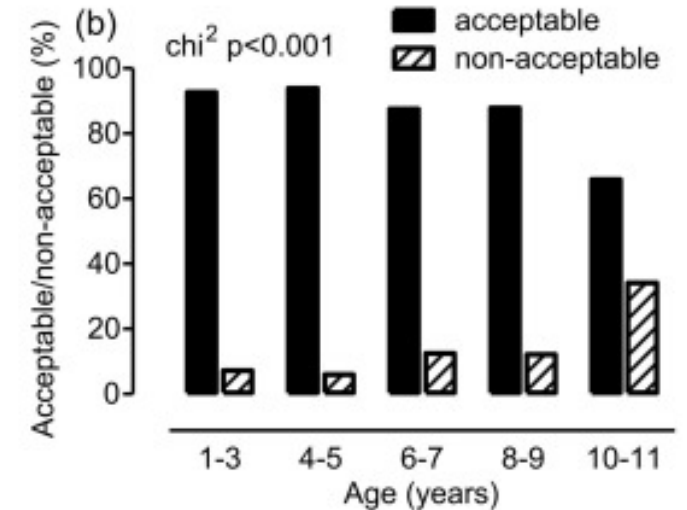 (b)
chi² p<0.001
acceptable
non-acceptable
Acceptable/non-acceptable (%)
100
80
60
40
20
0
1-3 4-5 6-7 8-9 10-11
Age (years)